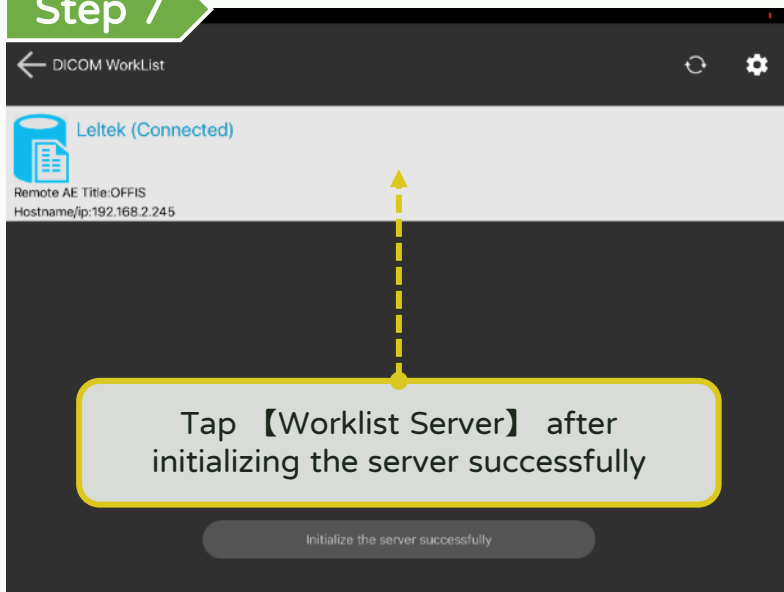 Step 7
DICOM WorkList
Leltek (Connected)
Remote AE Title:OFFIS
Hostname/ip:192.168.2.245
Tap 【Worklist Server】 after
initializing the server successfully
Initialize the server successfully